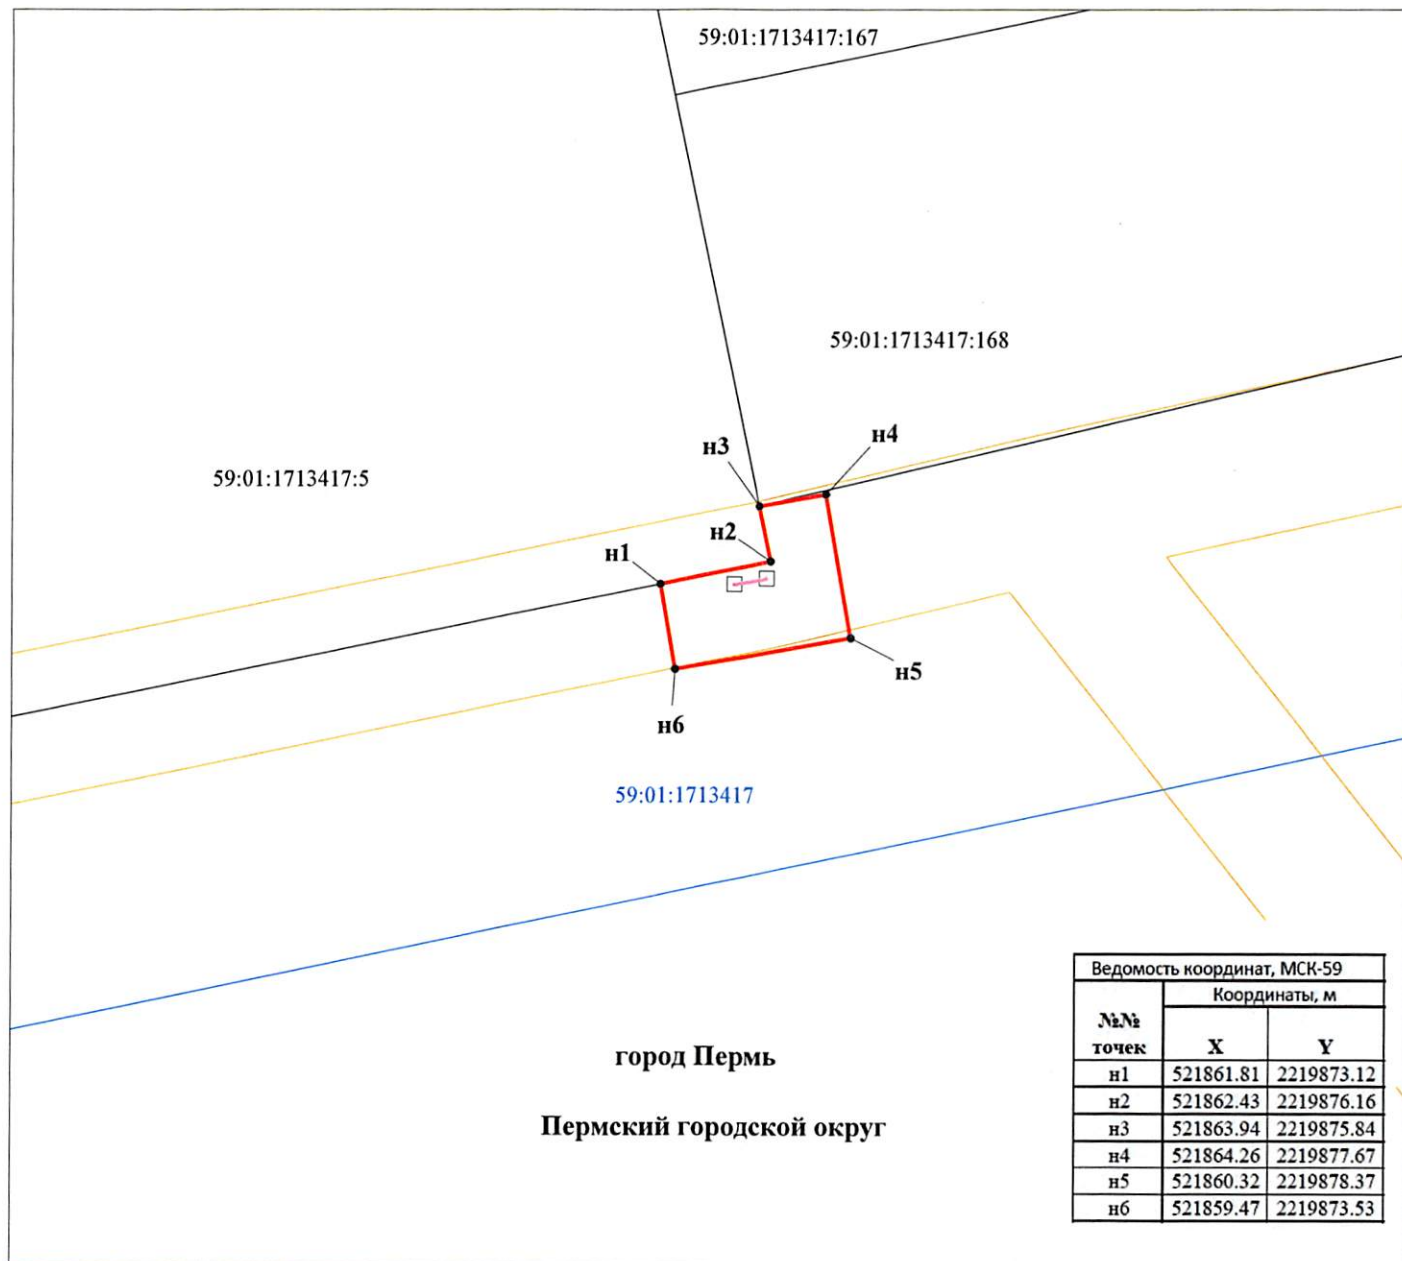 59:01:1713417:167
59:01:1713417:168
н4
н3
59:01:1713417:5
н2
н1
н5
н6
59:01:1713417
город Пермь
Пермский городской округ
Ведомость координат, МСК-59
№№ точек Координаты, м
X Y
н1 521861.81 2219873.12
н2 521862.43 2219876.16
н3 521863.94 2219875.84
н4 521864.26 2219877.67
н5 521860.32 2219878.37
н6 521859.47 2219873.53